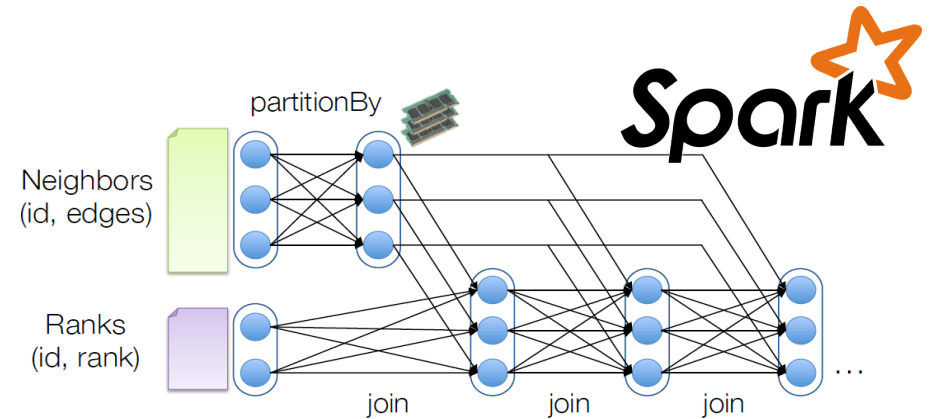 Spark
partitionBy
Neighbors
(id, edges)
Ranks
(id, rank)
join
join
join
...